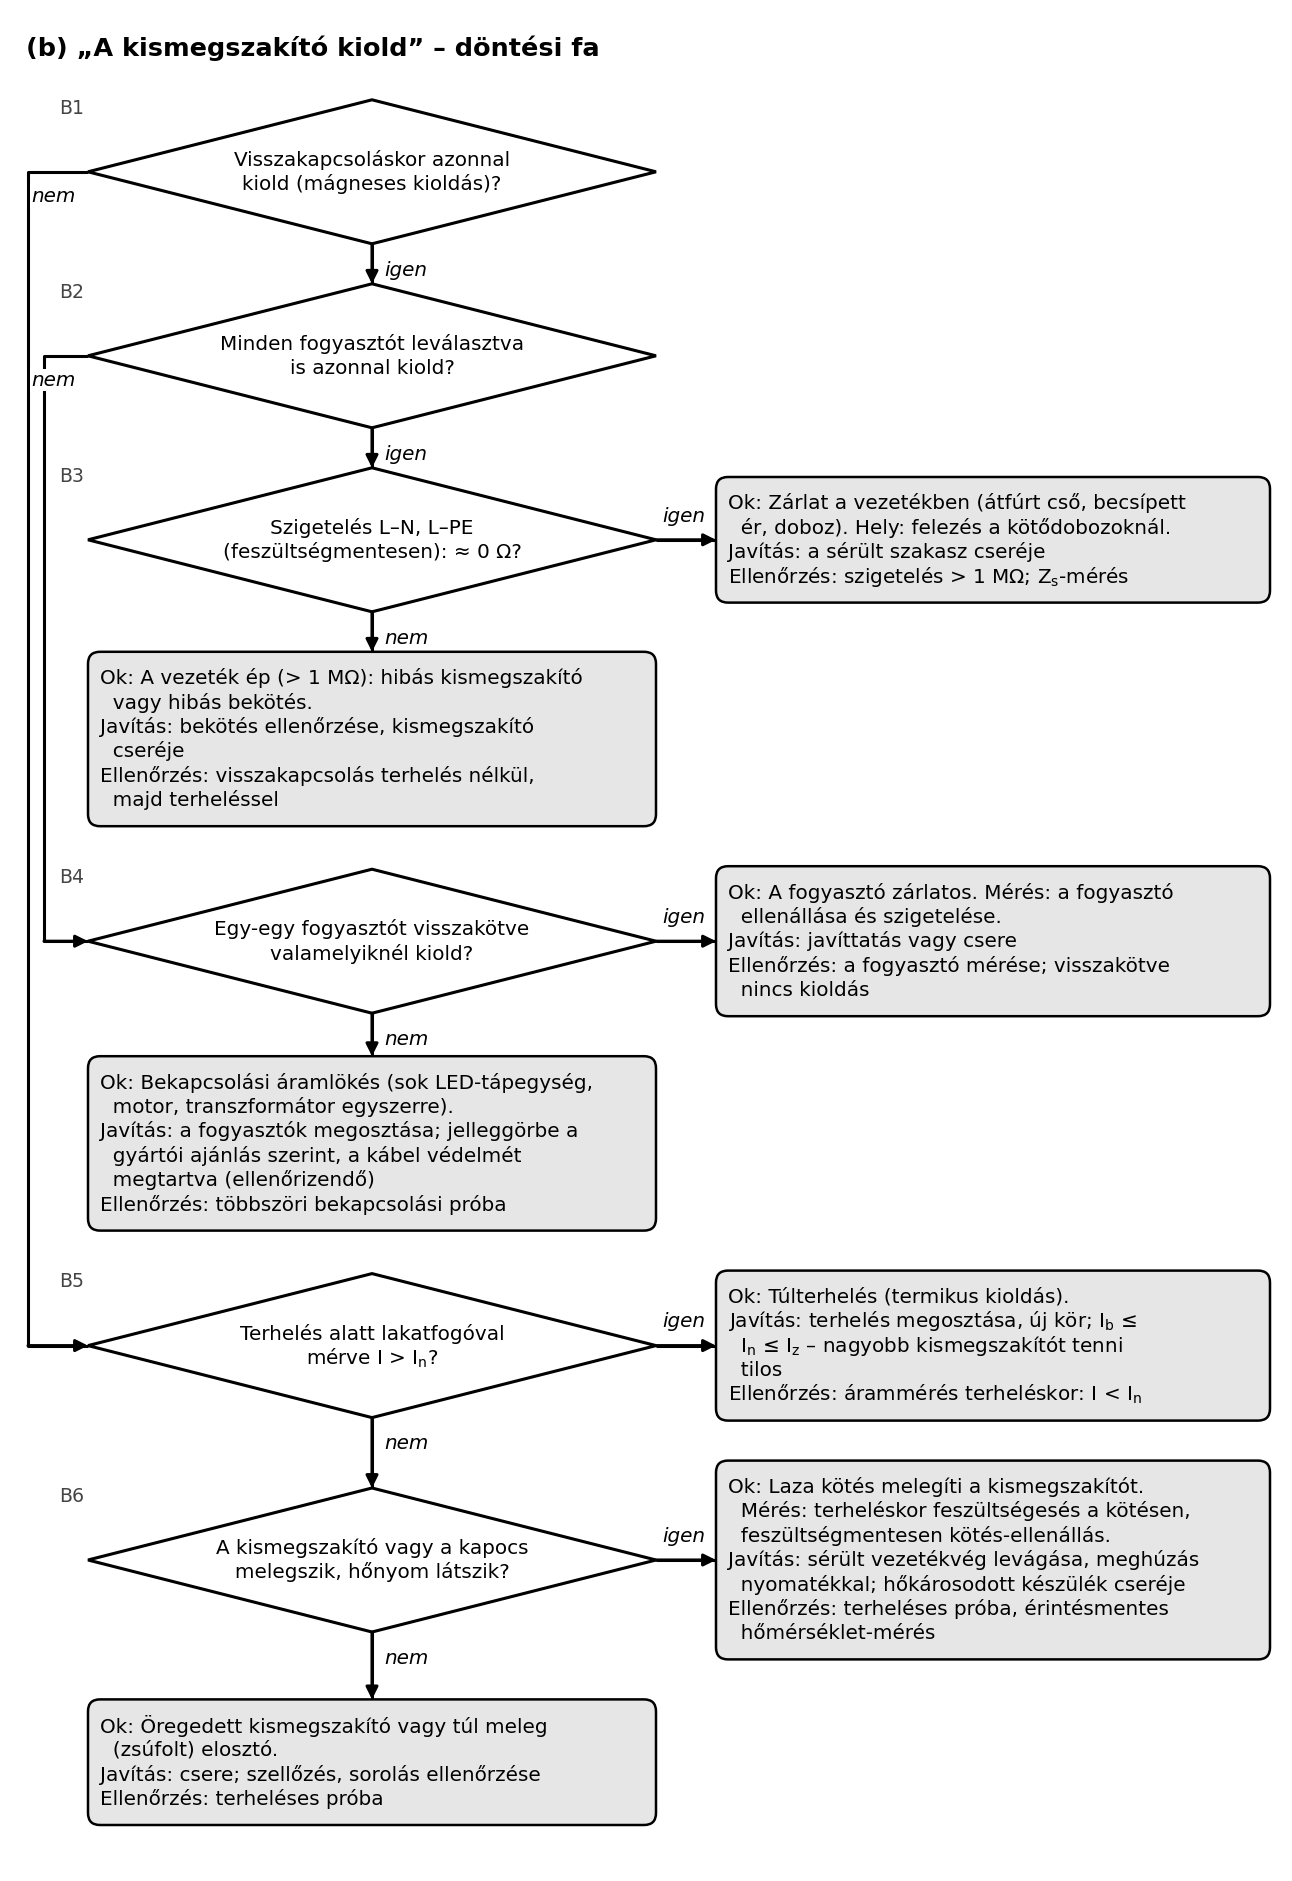 (b) „A kismegszakító kiold” – döntési fa
B1
Visszakapcsoláskor azonnal
kiold (mágneses kioldás)?
nem
igen
B2
Minden fogyasztót leválasztva
is azonnal kiold?
nem
igen
B3
Szigetelés L–N, L–PE
(feszültségmentesen): ≈ 0 Ω?
igen
Ok: Zárlat a vezetékben (átfúrt cső, becsípett
ér, doboz). Hely: felezés a kötődobozoknál.
Javítás: a sérült szakasz cseréje
Ellenőrzés: szigetelés > 1 MΩ; Zₛ-mérés
nem
Ok: A vezeték ép (> 1 MΩ): hibás kismegszakító
vagy hibás bekötés.
Javítás: bekötés ellenőrzése, kismegszakító
cseréje
Ellenőrzés: visszakapcsolás terhelés nélkül,
majd terheléssel
B4
Egy-egy fogyasztót visszakötve
valamelyiknél kiold?
igen
Ok: A fogyasztó zárlatos. Mérés: a fogyasztó
ellenállása és szigetelése.
Javítás: javíttatás vagy csere
Ellenőrzés: a fogyasztó mérése; visszakötve
nincs kioldás
nem
Ok: Bekapcsolási áramlökés (sok LED-tápegység,
motor, transzformátor egyszerre).
Javítás: a fogyasztók megosztása; jelleggörbe a
gyártói ajánlás szerint, a kábel védelmét
megtartva (ellenőrizendő)
Ellenőrzés: többszöri bekapcsolási próba
B5
Terhelés alatt lakatfogóval
mérve I > Iₙ?
igen
Ok: Túlterhelés (termikus kioldás).
Javítás: terhelés megosztása, új kör; I_b ≤
Iₙ ≤ I_z – nagyobb kismegszakítót tenni
tilos
Ellenőrzés: árammérés terheléskor: I < Iₙ
nem
B6
A kismegszakító vagy a kapocs
melegszik, hőnyom látszik?
igen
Ok: Laza kötés melegíti a kismegszakítót.
Mérés: terheléskor feszültségesés a kötésen,
feszültségmentesen kötés-ellenállás.
Javítás: sérült vezetékvég levágása, meghúzás
nyomatékkal; hőkárosodott készülék cseréje
Ellenőrzés: terheléses próba, érintésmentes
hőmérséklet-mérés
nem
Ok: Öregedett kismegszakító vagy túl meleg
(zsúfolt) elosztó.
Javítás: csere; szellőzés, sorolás ellenőrzése
Ellenőrzés: terheléses próba